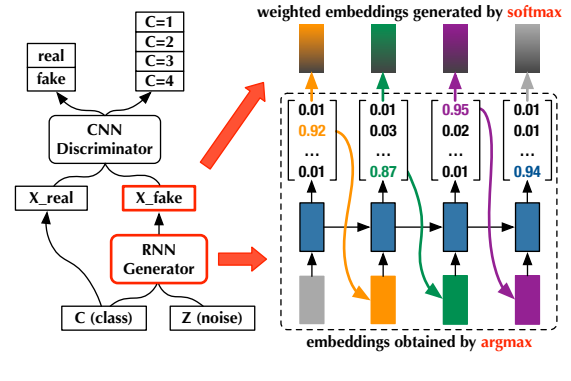 weighted embeddings generated by softmax
C=1
C=2
C=3
C=4
real
fake
CNN
Discriminator
X_real
X_fake
RNN
Generator
C (class)
Z (noise)
0.01
0.92
...
0.01
0.01
0.03
...
0.87
0.95
0.02
...
0.01
0.01
0.01
...
0.94
embeddings obtained by argmax